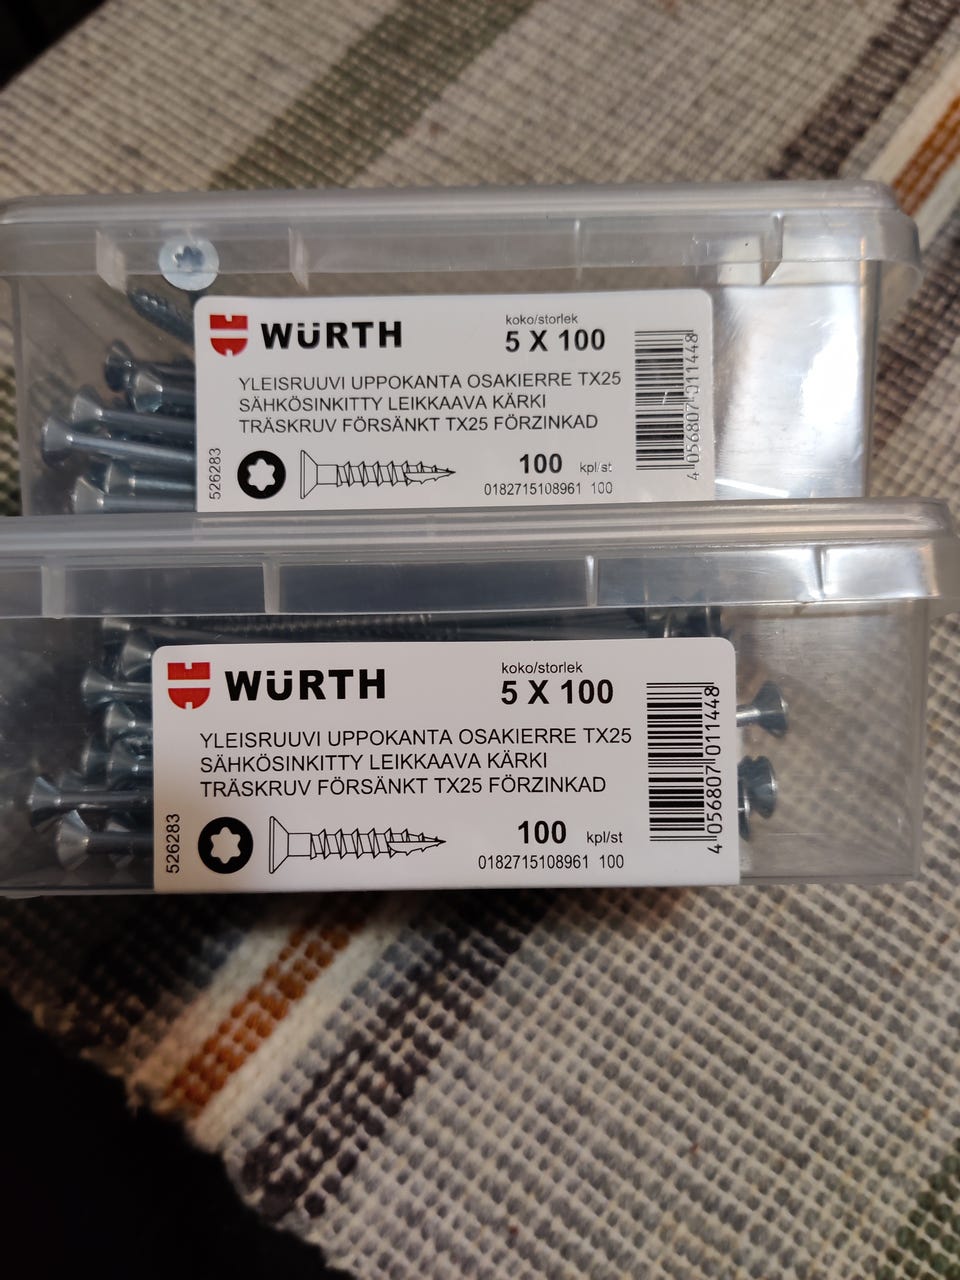 WÜRTH
koko/storlek
5 X 100
YLEISRUUVI UPPOKANTA OSAKIERRE TX25
SÄHKÖSINKITTY LEIKKAAVA KÄRKI
TRÄSKRUV FÖRSÄNKT TX25 FÖRZINKAD
526283
100 kpl/st
0182715108961 100
4 056807 011448
WÜRTH
koko/storlek
5 X 100
YLEISRUUVI UPPOKANTA OSAKIERRE TX25
SÄHKÖSINKITTY LEIKKAAVA KÄRKI
TRÄSKRUV FÖRSÄNKT TX25 FÖRZINKAD
526283
100 kpl/st
0182715108961 100
4 056807 011448